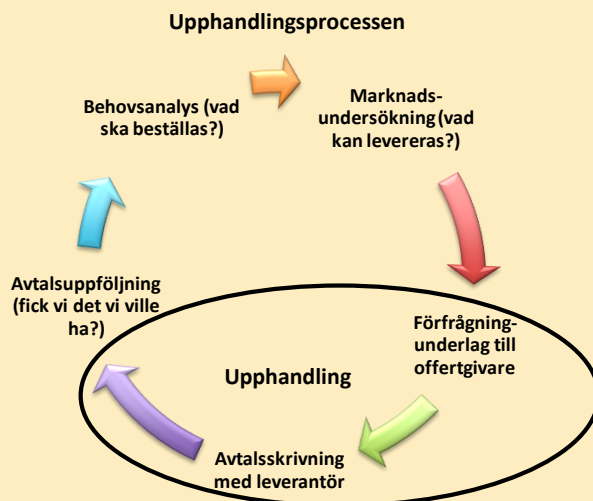 Upphandlingsprocessen
Behovsanalys (vad
ska beställas?)
Marknads-
undersökning (vad
kan levereras?)
Förfrågning-
underlag till
offertgivare
Upphandling
Avtalsskrivning
med leverantör
Avtalsuppföljning
(fick vi det vi ville
ha?)